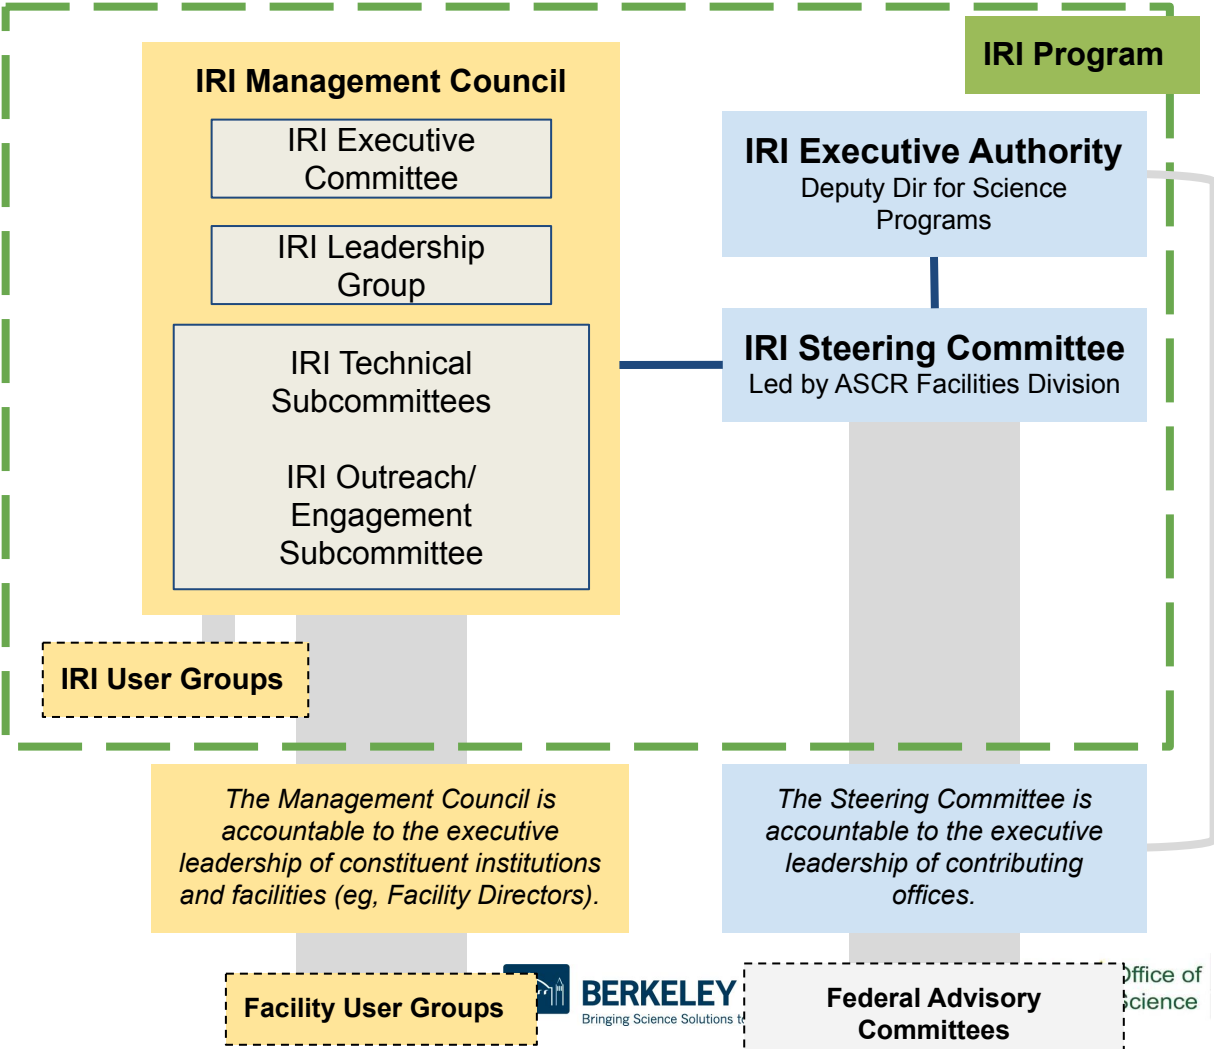 IRI Program
IRI Management Council
IRI Executive
Committee
IRI Leadership
Group
IRI Technical
Subcommittees
IRI Outreach/
Engagement
Subcommittee
IRI Executive Authority
Deputy Dir for Science
Programs
IRI Steering Committee
Led by ASCR Facilities Division
IRI User Groups
The Management Council is
accountable to the executive
leadership of constituent institutions
and facilities (eg, Facility Directors).
The Steering Committee is
accountable to the executive
leadership of contributing
offices.
Facility User Groups
BERKELEY
Bringing Science Solutions
Federal Advisory
Committees
Office of
Science